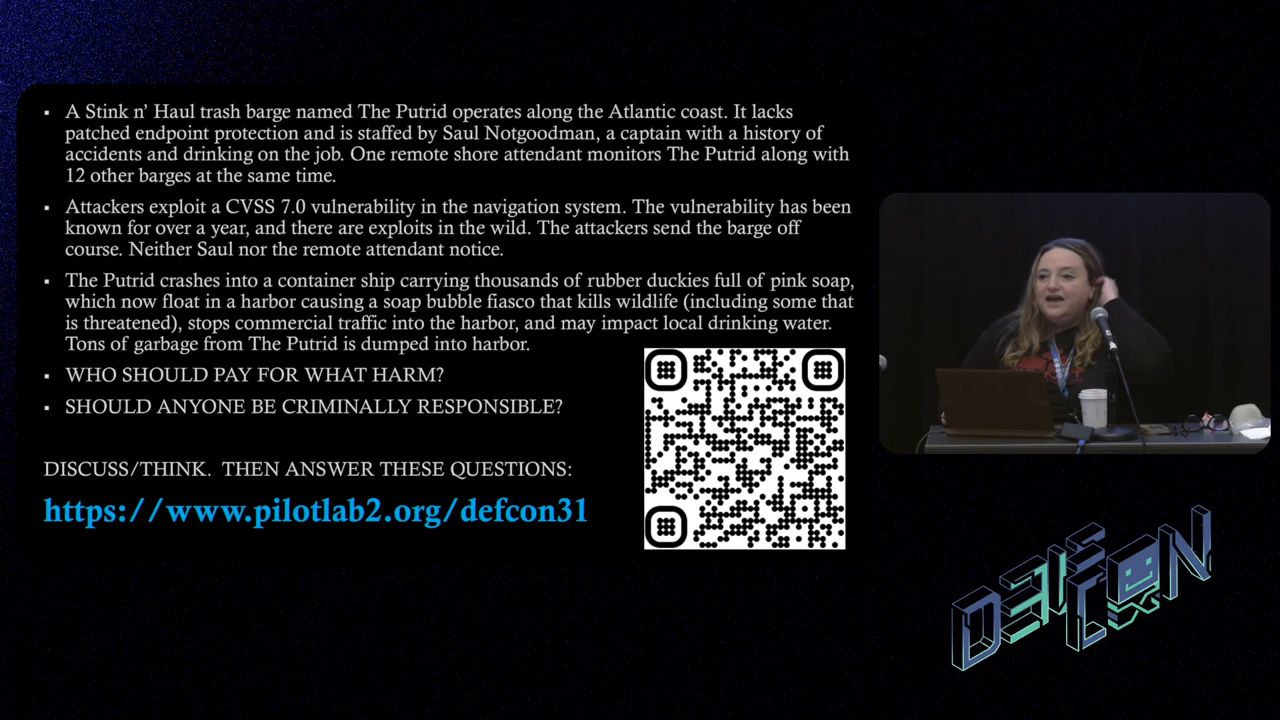 ▪ A Stink n' Haul trash barge named The Putrid operates along the Atlantic coast. It lacks
patched endpoint protection and is staffed by Saul Notgoodman, a captain with a history of
accidents and drinking on the job. One remote shore attendant monitors The Putrid along with
12 other barges at the same time.
▪ Attackers exploit a CVSS 7.0 vulnerability in the navigation system. The vulnerability has been
known for over a year, and there are exploits in the wild. The attackers send the barge off
course. Neither Saul nor the remote attendant notice.
▪ The Putrid crashes into a container ship carrying thousands of rubber duckies full of pink soap,
which now float in a harbor causing a soap bubble fiasco that kills wildlife (including some that
is threatened), stops commercial traffic into the harbor, and may impact local drinking water.
Tons of garbage from The Putrid is dumped into harbor.
▪ WHO SHOULD PAY FOR WHAT HARM?
▪ SHOULD ANYONE BE CRIMINALLY RESPONSIBLE?
DISCUSS/THINK. THEN ANSWER THESE QUESTIONS:
https://www.pilotlab2.org/defcon31
DEF
CON